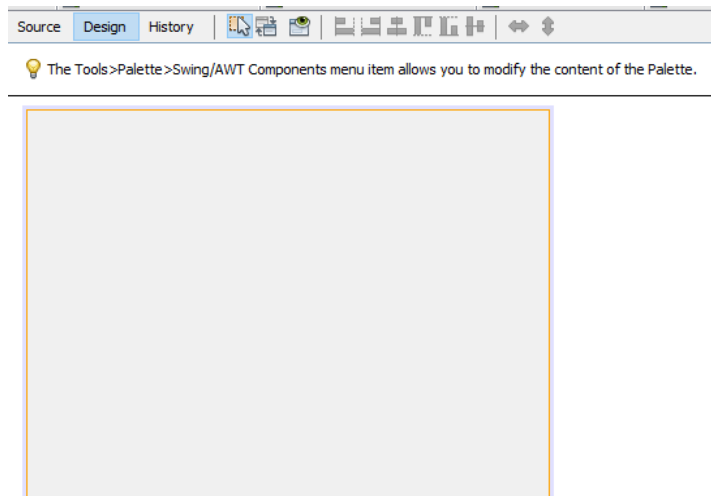 Source Design History
The Tools>Palette>Swing/AWT Components menu item allows you to modify the content of the Palette.